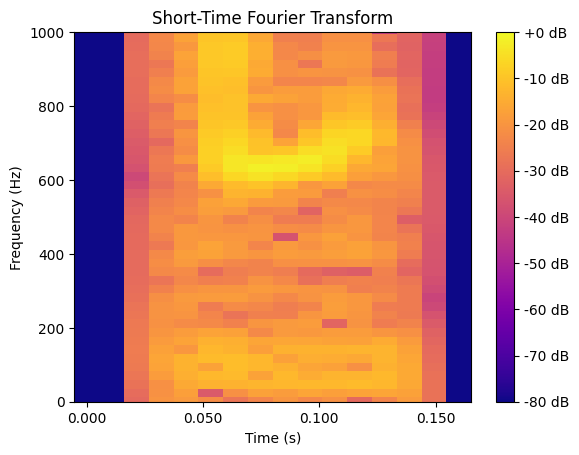 Short-Time Fourier Transform
1000
800
600
400
200
0
Frequency (Hz)
0.000
0.050
0.100
0.150
Time (s)
+0 dB
-10 dB
-20 dB
-30 dB
-40 dB
-50 dB
-60 dB
-70 dB
-80 dB